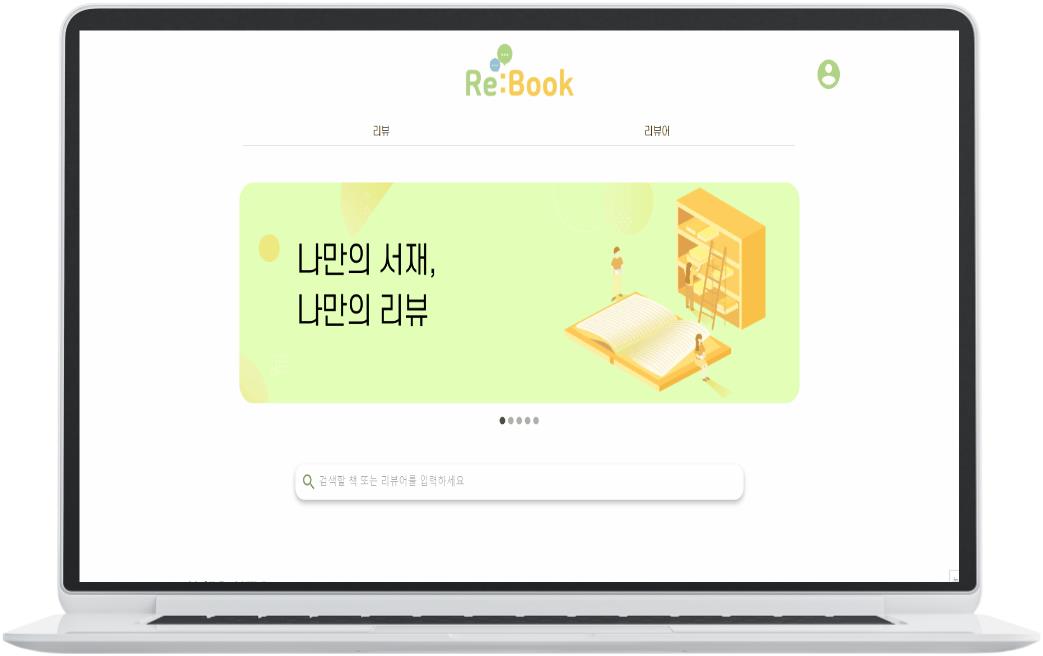 Re:Book
리뷰
리뷰어
나만의 서재,
나만의 리뷰
검색할 책 또는 리뷰어를 입력하세요